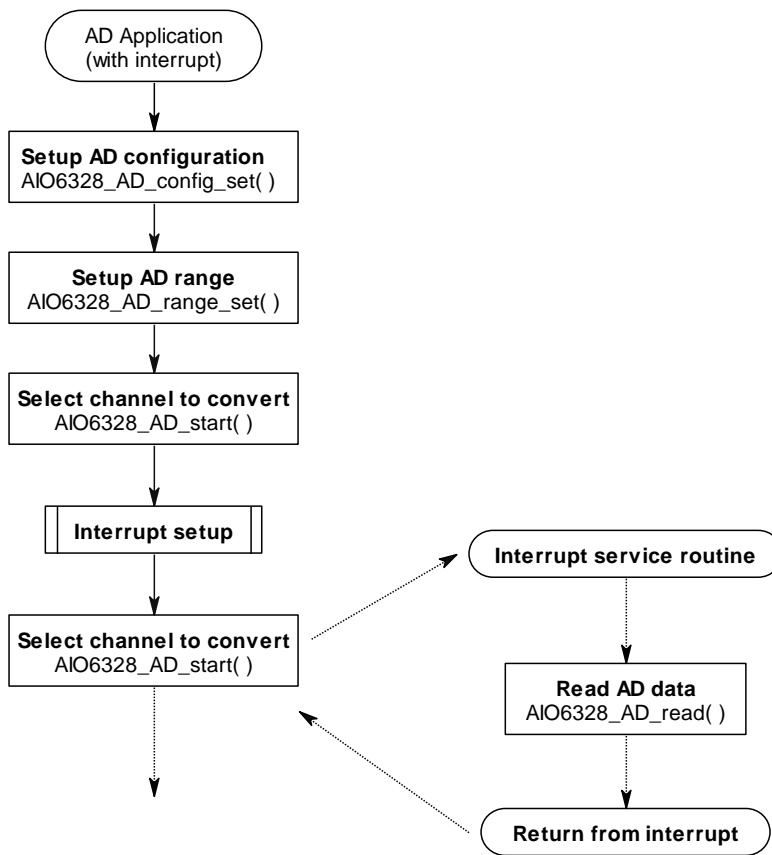 AD Application
(with interrupt)
Setup AD configuration
AIO6328_AD_config_set( )
Setup AD range
AIO6328_AD_range_set( )
Select channel to convert
AIO6328_AD_start( )
Interrupt setup
Select channel to convert
AIO6328_AD_start( )
Interrupt service routine
Read AD data
AIO6328_AD_read( )
Return from interrupt